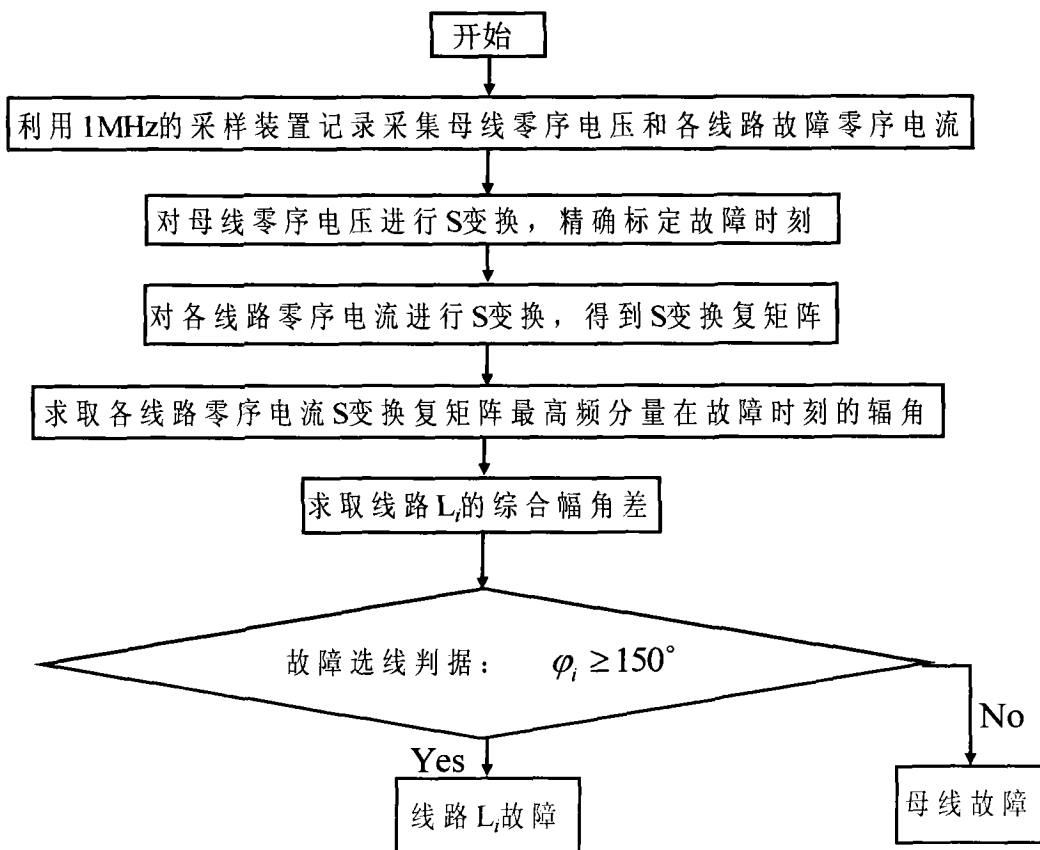 开始
利用1MHz的采样装置记录采集母线零序电压和各线路故障零序电流
对母线零序电压进行S变换，精确标定故障时刻
对各线路零序电流进行S变换，得到S变换复矩阵
求取各线路零序电流S变换复矩阵最高频分量在故障时刻的辐角
求取线路Lᵢ的综合幅角差
故障选线判据： φᵢ ≥150°
No
Yes
线路Lᵢ故障
母线故障